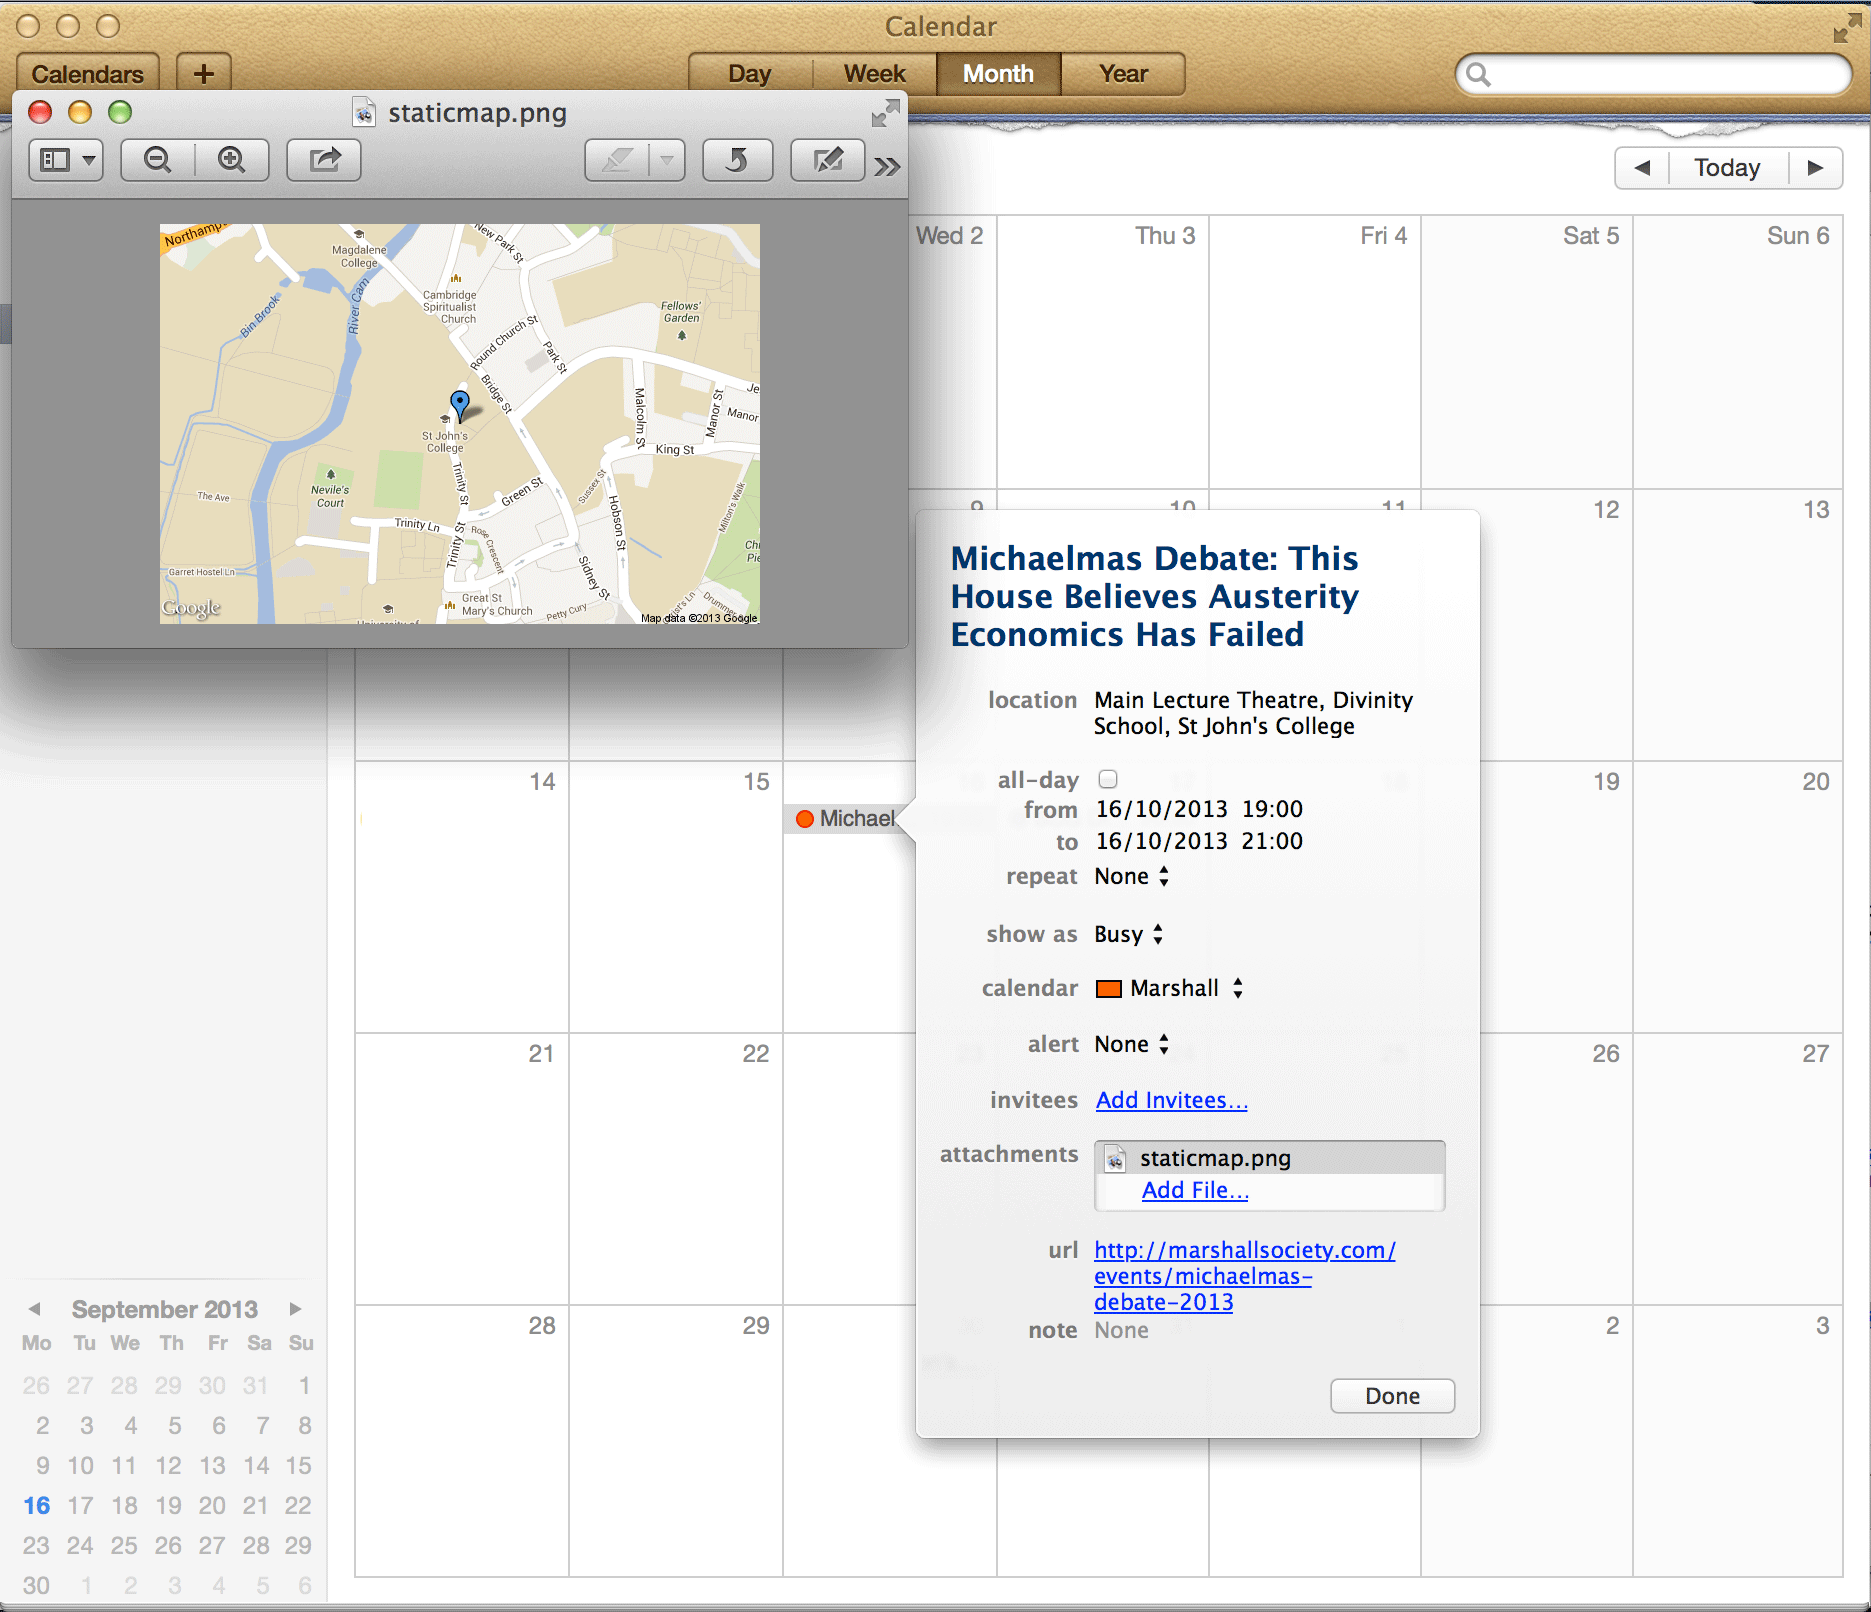 Calendar
Calendars
+
Day
Week
Month
Year
staticmap.png
Today
Northamp
Magdalene
College
New Park St
Cambridge
Spiritualist
Church
Bin Brook
River Cam
Fellows'
Garden
Round Church St
Park St
Bridge St
Malcolm St
Manor St
Je
Manor
St John's
College
King St
Trinity St
Green St
Sussex St
Hobson St
Milton's Walk
Nevile's
Court
The Ave
Trinity Ln
Trinity St
Rose Crescent
Sidney St
Chr
Pie
Garret Hostel Ln
Great St
Mary's Church
Petty Cury
Drummer
Google
University of
Map data ©2013 Google
Wed 2
Thu 3
Fri 4
Sat 5
Sun 6
9
10
11
12
13
14
15
19
20
21
22
26
27
28
29
2
3
Michael
Michaelmas Debate: This
House Believes Austerity
Economics Has Failed
location Main Lecture Theatre, Divinity
School, St John's College
all-day
from 16/10/2013 19:00
to 16/10/2013 21:00
repeat None
show as Busy
calendar Marshall
alert None
invitees Add Invitees...
attachments staticmap.png
Add File...
url http://marshallsociety.com/
events/michaelmas-
debate-2013
note None
Done
September 2013
Mo Tu We Th Fr Sa Su
26 27 28 29 30 31 1
2 3 4 5 6 7 8
9 10 11 12 13 14 15
16 17 18 19 20 21 22
23 24 25 26 27 28 29
30 1 2 3 4 5 6